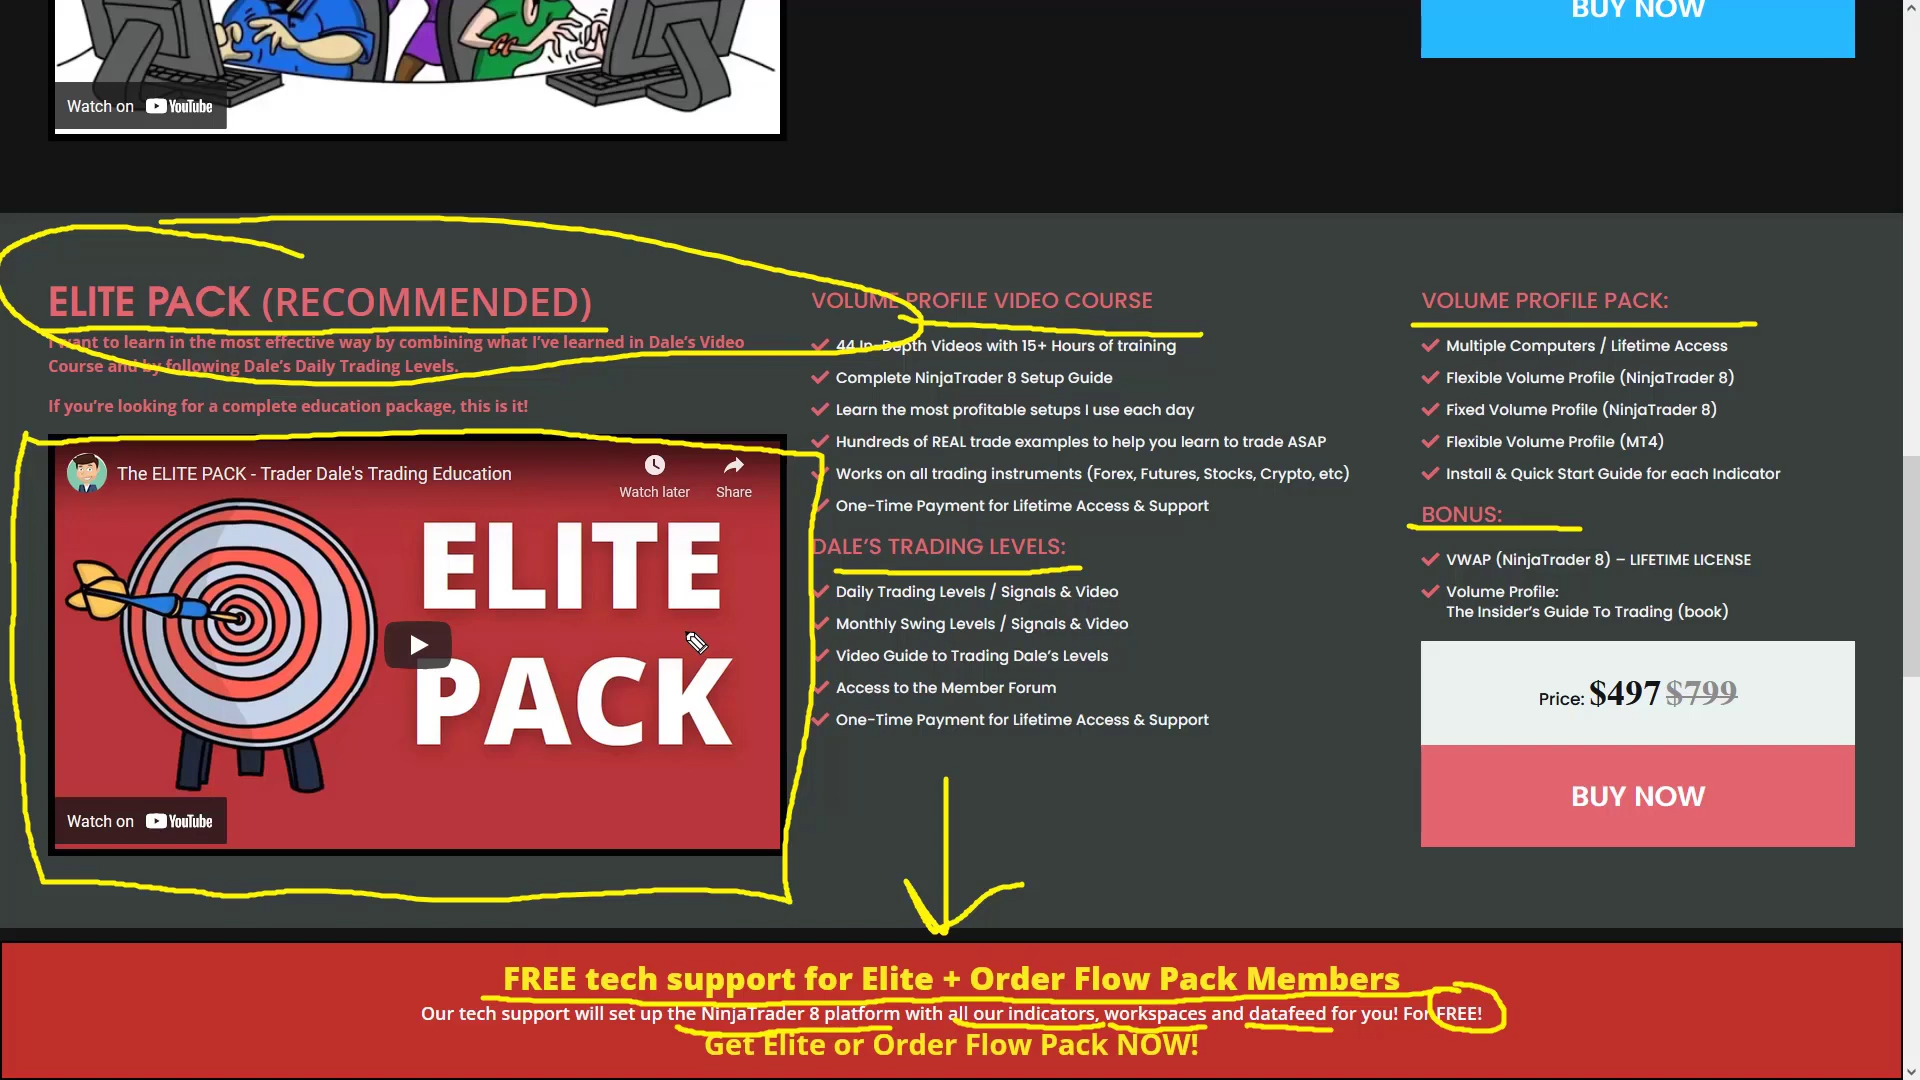 BUY NOW
Watch on YouTube
ELITE PACK (RECOMMENDED)
I want to learn in the most effective way by combining what I've learned in Dale's Video
Course and by following Dale's Daily Trading Levels.
If you're looking for a complete education package, this is it!
The ELITE PACK - Trader Dale's Trading Education
Watch later
Share
ELITE
PACK
Watch on YouTube
VOLUME PROFILE VIDEO COURSE
44 In-Depth Videos with 15+ Hours of training
Complete NinjaTrader 8 Setup Guide
Learn the most profitable setups I use each day
Hundreds of REAL trade examples to help you learn to trade ASAP
Works on all trading instruments (Forex, Futures, Stocks, Crypto, etc)
One-Time Payment for Lifetime Access & Support
DALE'S TRADING LEVELS:
Daily Trading Levels / Signals & Video
Monthly Swing Levels / Signals & Video
Video Guide to Trading Dale's Levels
Access to the Member Forum
One-Time Payment for Lifetime Access & Support
VOLUME PROFILE PACK:
Multiple Computers / Lifetime Access
Flexible Volume Profile (NinjaTrader 8)
Fixed Volume Profile (NinjaTrader 8)
Flexible Volume Profile (MT4)
Install & Quick Start Guide for each Indicator
BONUS:
VWAP (NinjaTrader 8) – LIFETIME LICENSE
Volume Profile:
The Insider's Guide To Trading (book)
Price: $497 $799
BUY NOW
FREE tech support for Elite + Order Flow Pack Members
Our tech support will set up the NinjaTrader 8 platform with all our indicators, workspaces and datafeed for you! For FREE!
Get Elite or Order Flow Pack NOW!